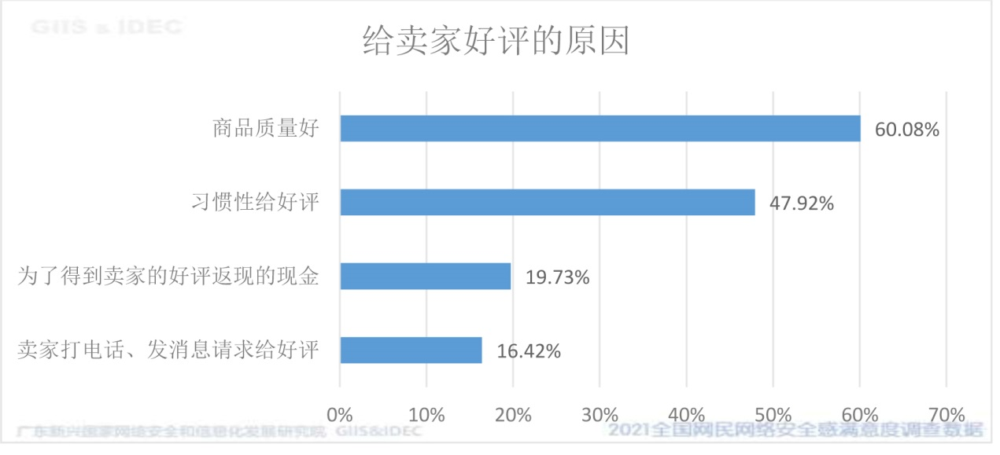 GIIS & IDEC
给卖家好评的原因
商品质量好
60.08%
习惯性给好评
47.92%
为了得到卖家的好评返现的现金
19.73%
卖家打电话、发消息请求给好评
16.42%
0% 10% 20% 30% 40% 50% 60% 70%
广东新兴国家网络安全和信息化发展研究院 GIIS&IDEC
2021全国网民网络安全感满意度调查数据